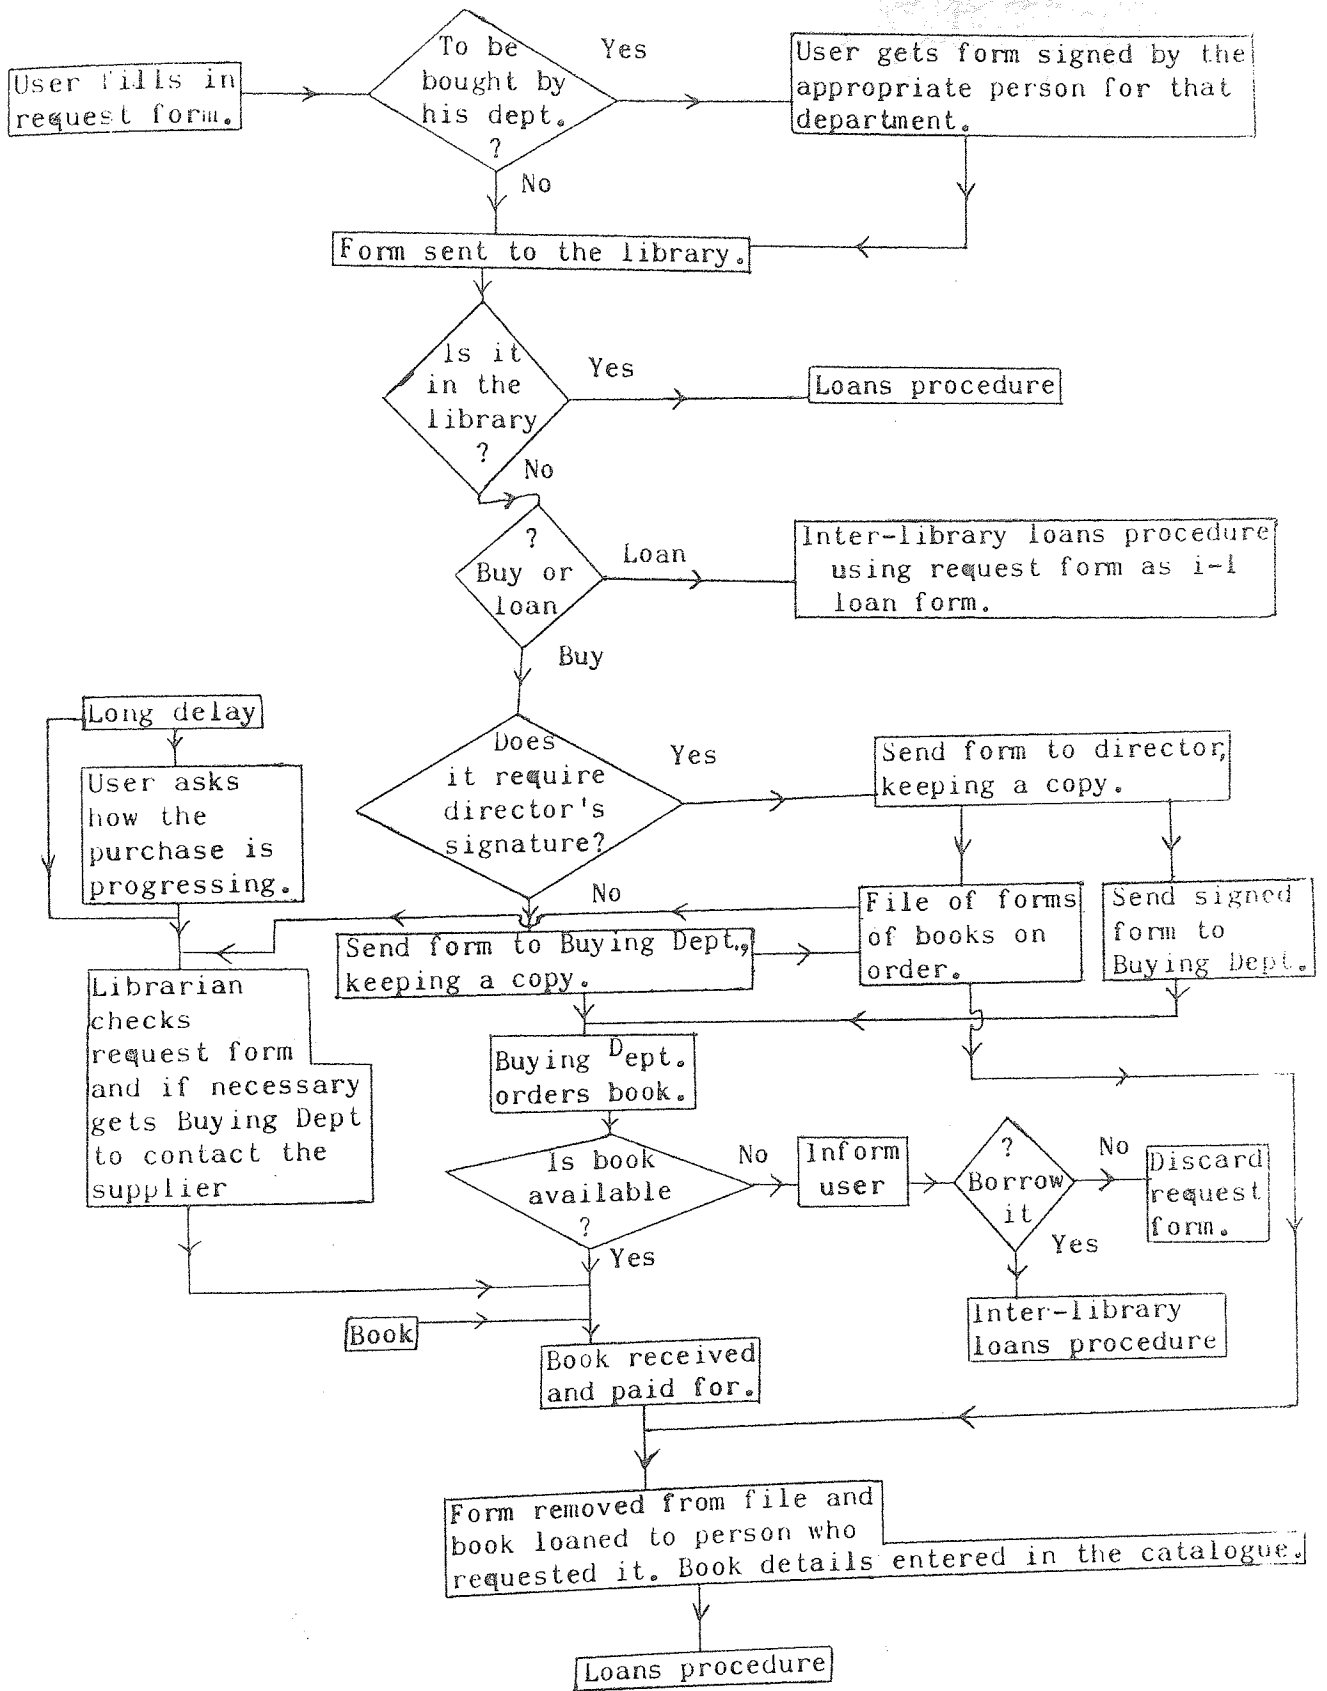 User fills in
request form.
To be
bought by
his dept.
?
Yes
User gets form signed by the
appropriate person for that
department.
No
Form sent to the library.
Is it
in the
library
?
Yes
Loans procedure
No
?
Buy or
loan
Loan
Inter-library loans procedure
using request form as i-l
loan form.
Buy
Long delay
User asks
how the
purchase is
progressing.
Does
it require
director's
signature?
Yes
Send form to director,
keeping a copy.
No
File of forms
of books on
order.
Send signed
form to
Buying Dept.
Send form to Buying Dept.,
keeping a copy.
Librarian
checks
request form
and if necessary
gets Buying Dept
to contact the
supplier
Buying Dept.
orders book.
Is book
available
?
No
Inform
user
?
Borrow
it
No
Discard
request
form.
Yes
Yes
Inter-library
loans procedure
Book
Book received
and paid for.
Form removed from file and
book loaned to person who
requested it. Book details entered in the catalogue.
Loans procedure